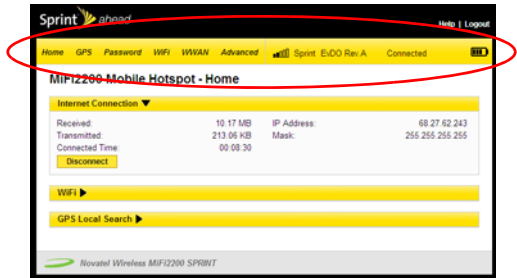 Sprint ahead Help | Logout
Home GPS Password WiFi WWAN Advanced Sprint EvDO Rev.A Connected
MiFi2200 Mobile Hotspot - Home
Internet Connection
Received: 10.17 MB IP Address: 68.27.62.243
Transmitted: 213.06 KB Mask: 255.255.255.255
Connected Time: 00:08:30
Disconnect
WiFi
GPS Local Search
Novatel Wireless MiFi2200 SPRINT